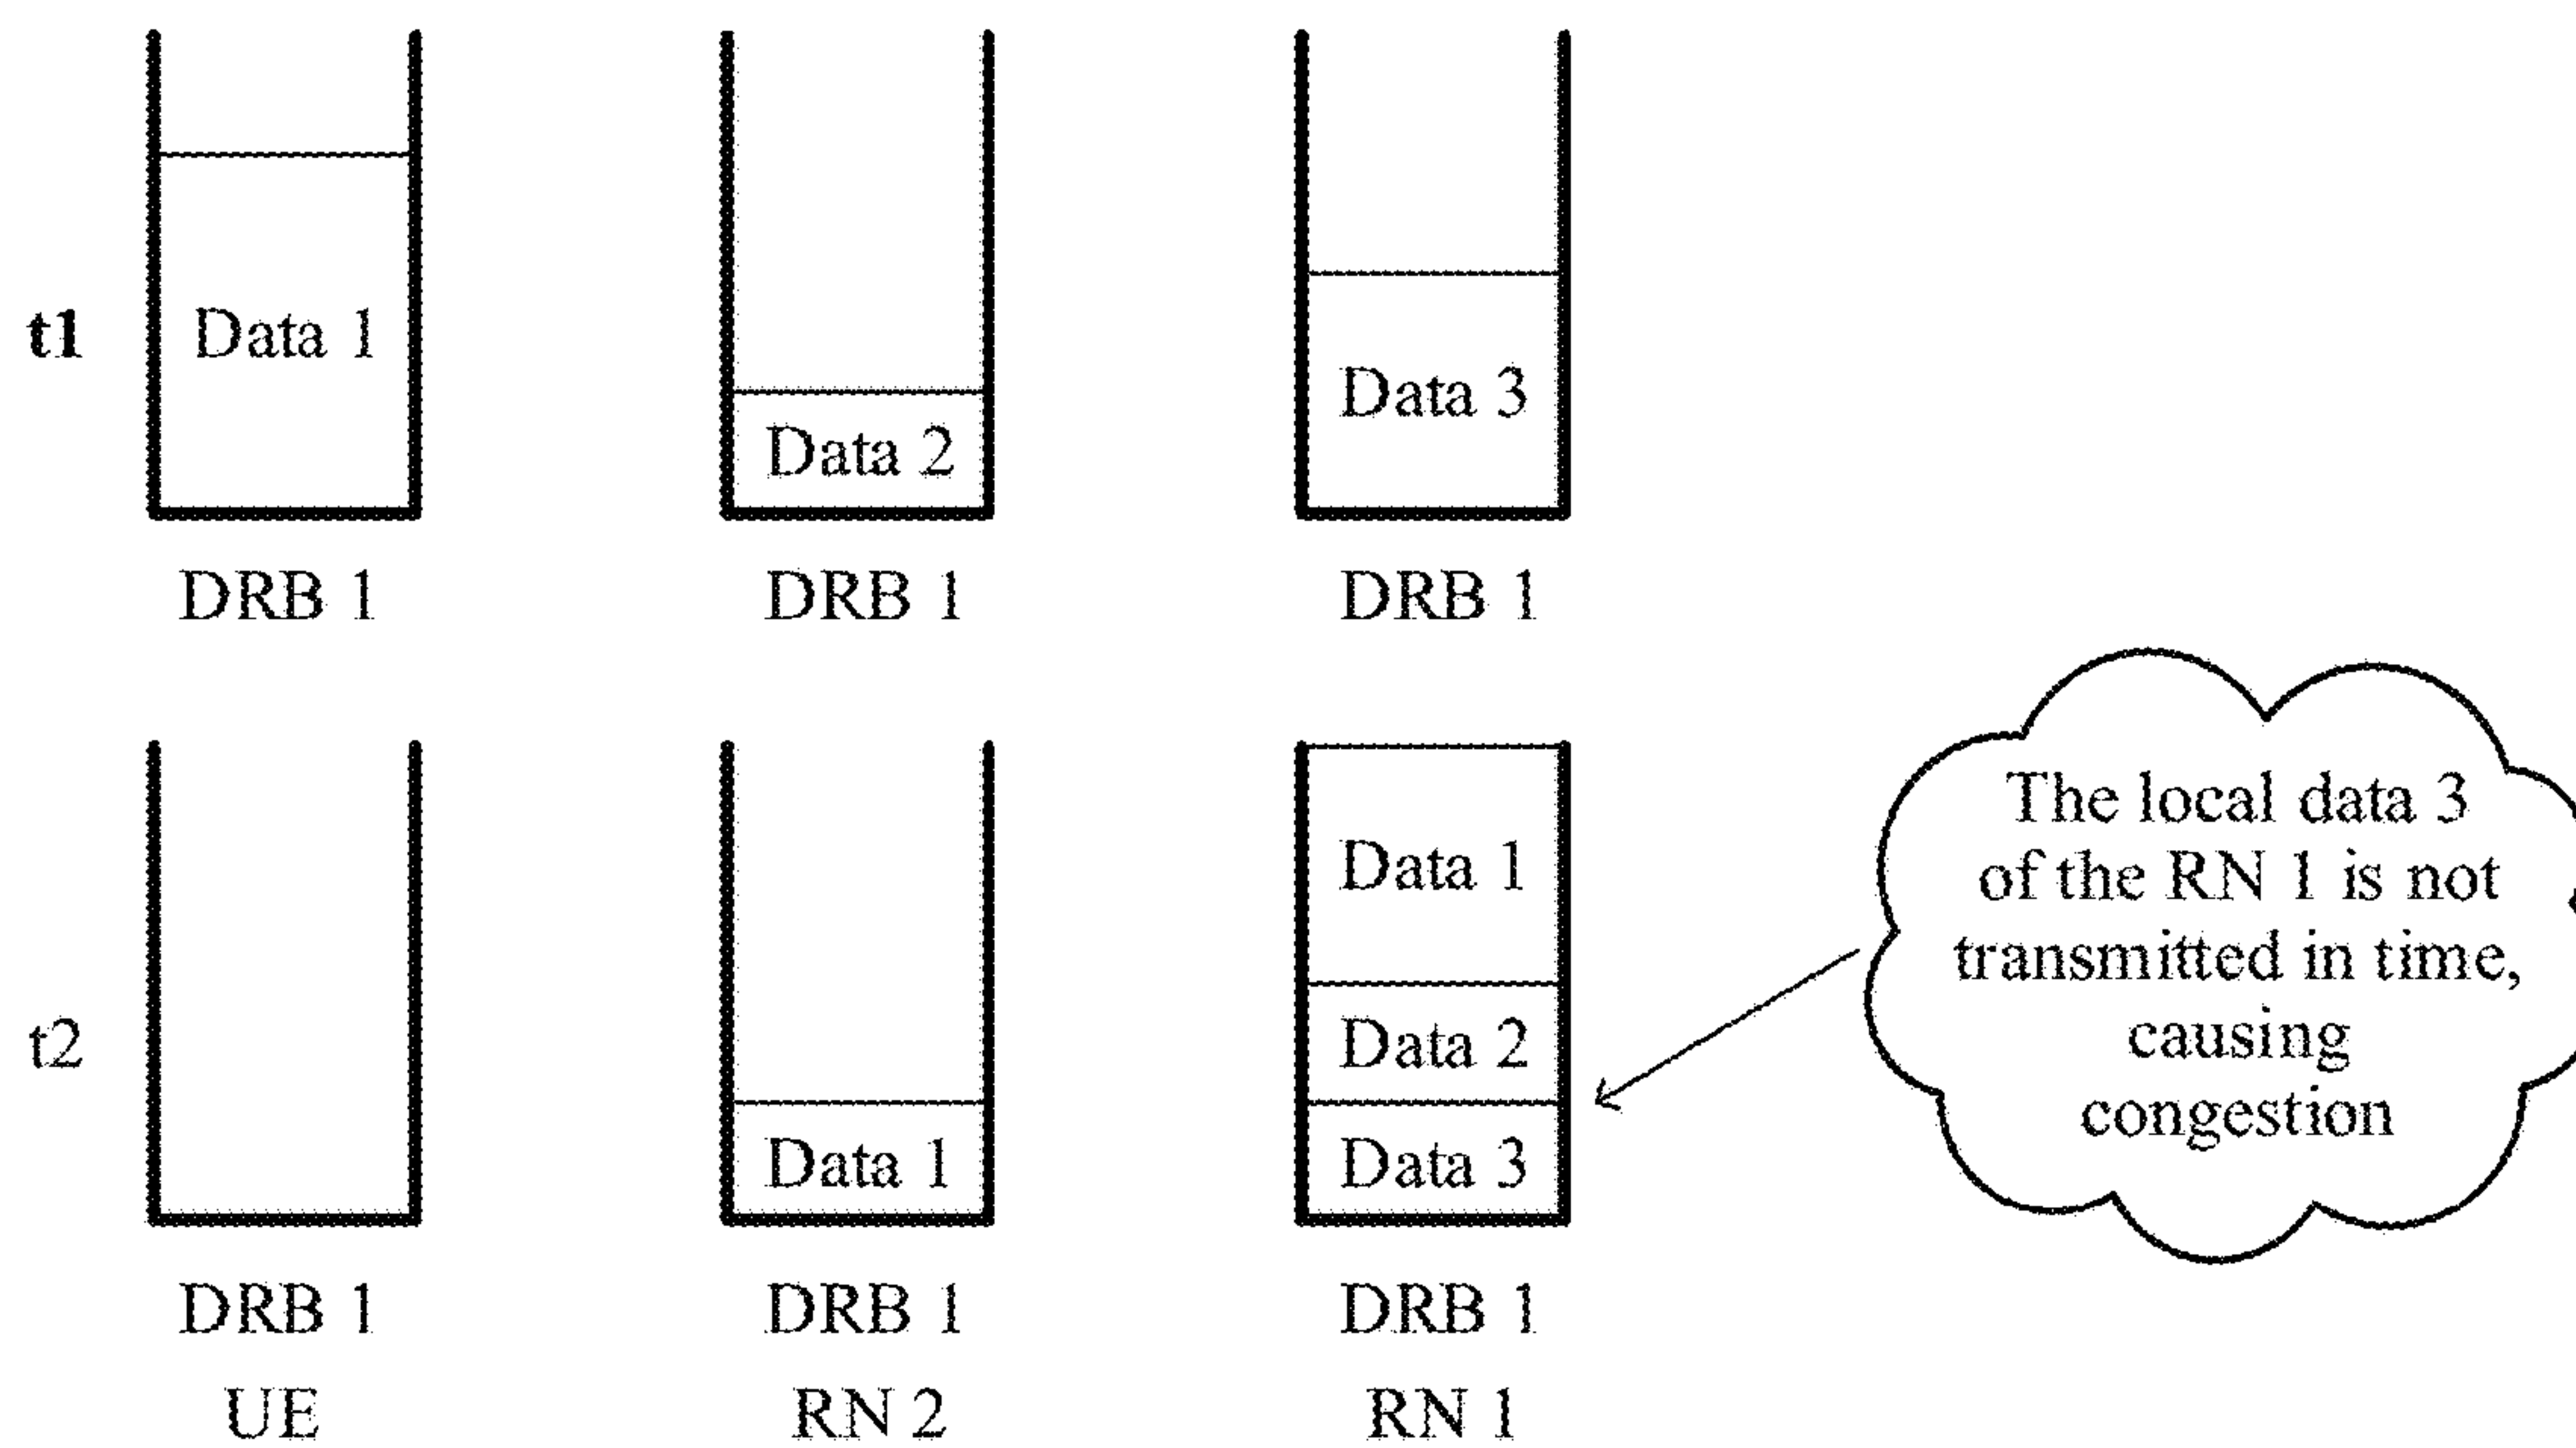 t1
Data 1
Data 2
Data 3
DRB 1
DRB 1
DRB 1
t2
Data 1
Data 1
Data 2
Data 3
The local data 3
of the RN 1 is not
transmitted in time,
causing
congestion
DRB 1
DRB 1
DRB 1
UE
RN 2
RN 1